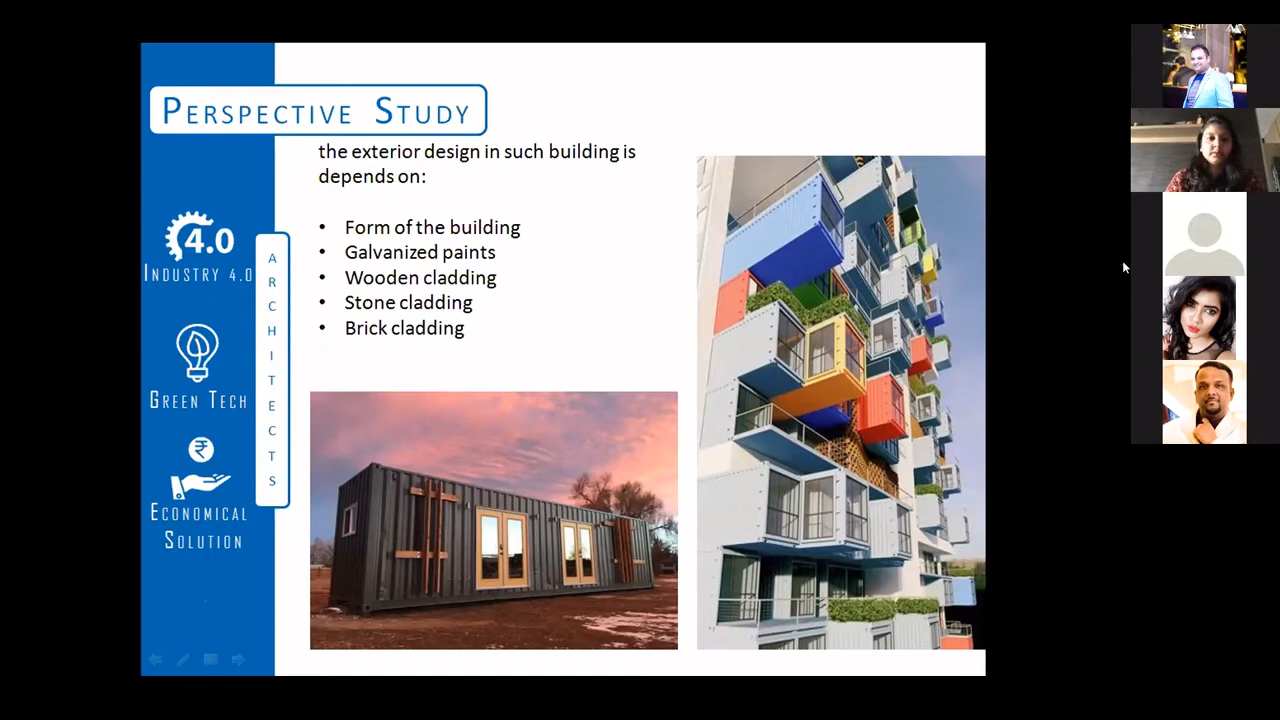 PERSPECTIVE STUDY
the exterior design in such building is
depends on:
• Form of the building
• Galvanized paints
• Wooden cladding
• Stone cladding
• Brick cladding
4.0
INDUSTRY 4.0
GREEN TECH
₹
ECONOMICAL
SOLUTION
ARCHITECTS